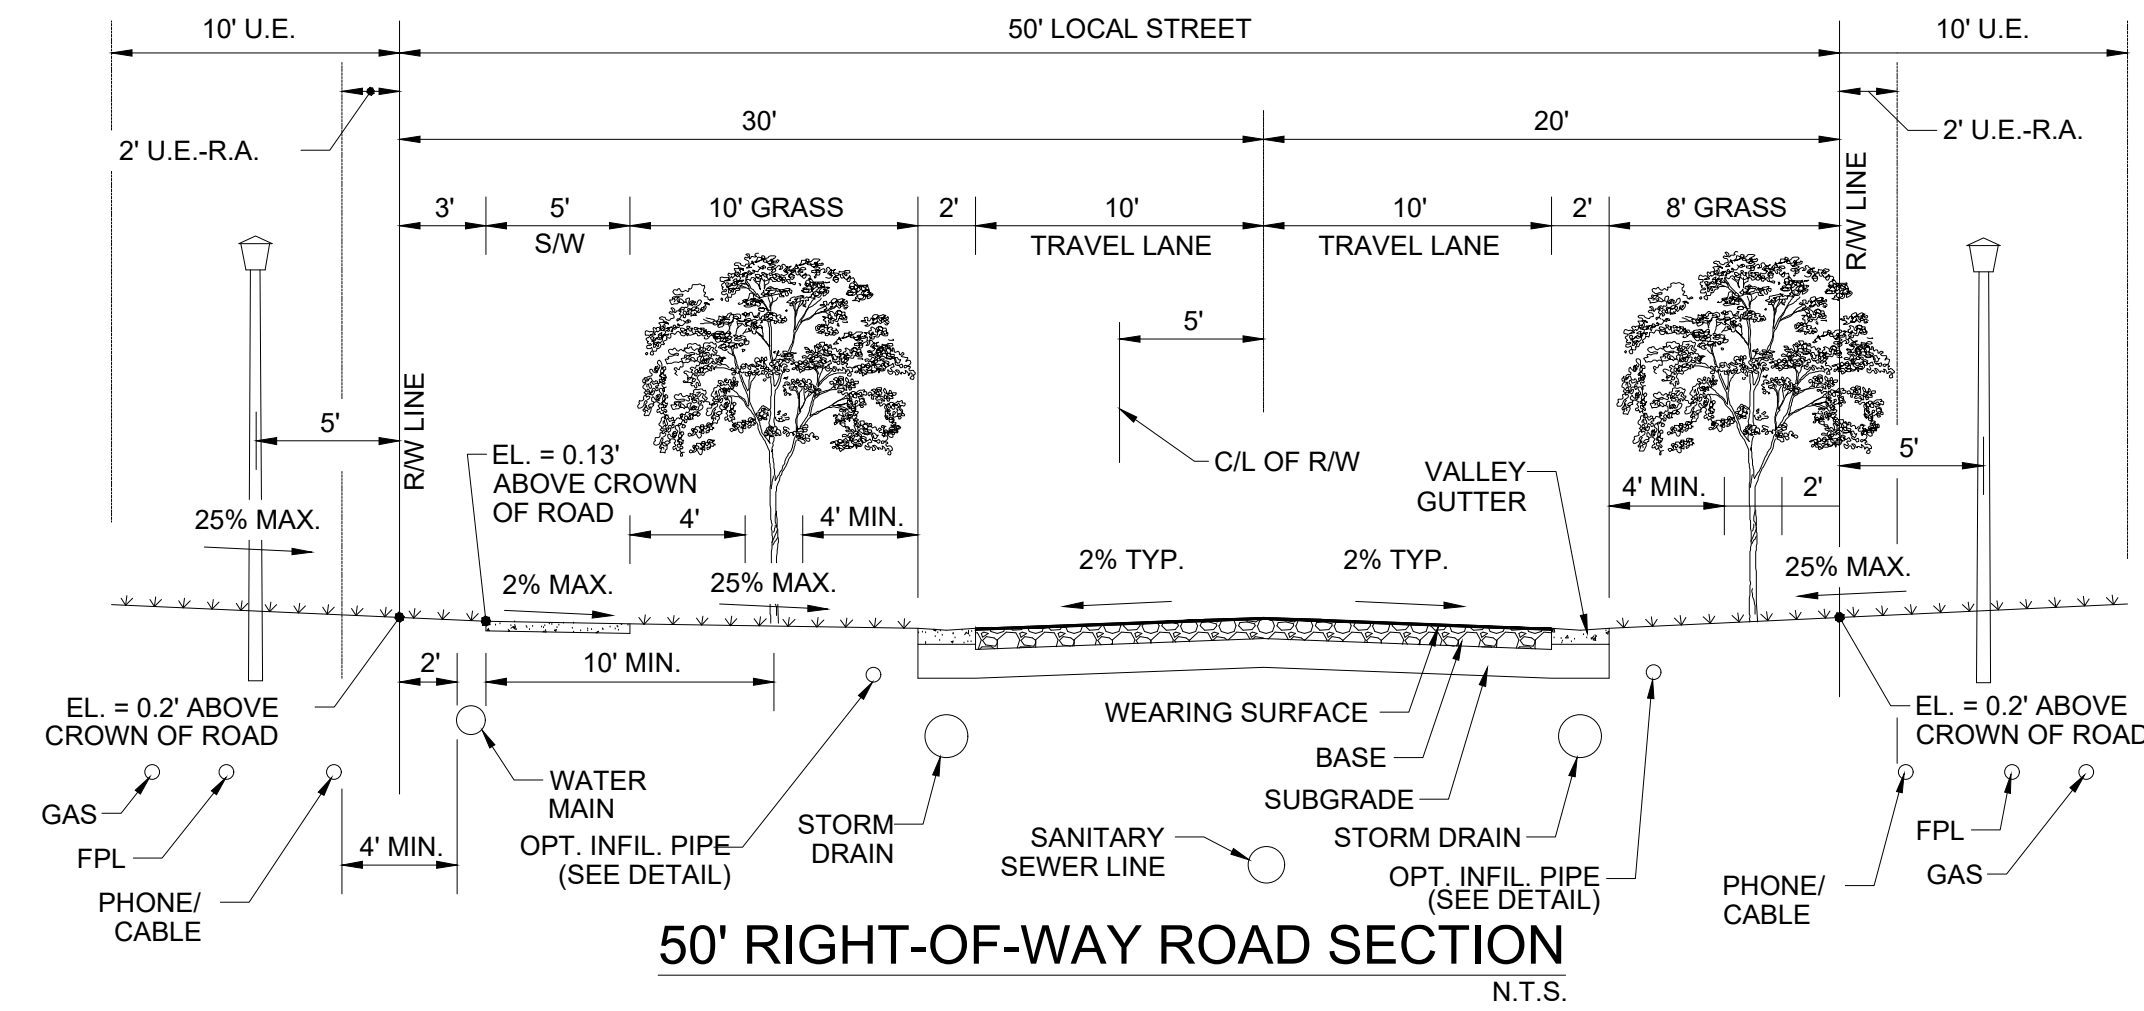 10' U.E.
50' LOCAL STREET
10' U.E.
2' U.E.-R.A.
30'
20'
2' U.E.-R.A.
3'
5'
S/W
10' GRASS
2'
10'
TRAVEL LANE
10'
TRAVEL LANE
2'
8' GRASS
R/W LINE
5'
5'
R/W LINE
EL. = 0.13'
ABOVE CROWN
OF ROAD
C/L OF R/W
VALLEY
GUTTER
5'
4' MIN.
2'
25% MAX.
4'
4' MIN.
2% MAX.
25% MAX.
2% TYP.
2% TYP.
25% MAX.
2'
10' MIN.
EL. = 0.2' ABOVE
CROWN OF ROAD
WEARING SURFACE
EL. = 0.2' ABOVE
CROWN OF ROAD
BASE
WATER
MAIN
SUBGRADE
GAS
FPL
PHONE/
CABLE
4' MIN.
OPT. INFIL. PIPE
(SEE DETAIL)
STORM
DRAIN
SANITARY
SEWER LINE
STORM DRAIN
OPT. INFIL. PIPE
(SEE DETAIL)
PHONE/
CABLE
FPL
GAS
50' RIGHT-OF-WAY ROAD SECTION
N.T.S.